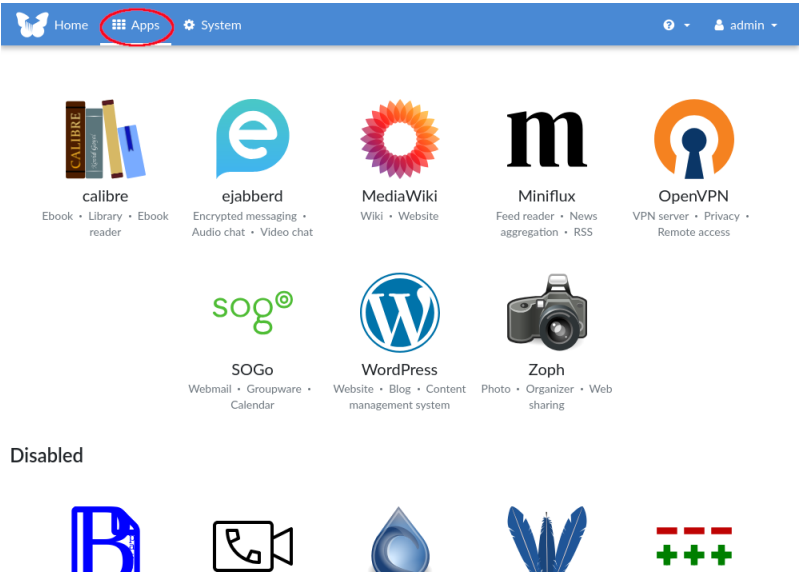 Home Apps System admin
CALIBRE
calibre
Ebook • Library • Ebook
reader
e
ejabberd
Encrypted messaging •
Audio chat • Video chat
MediaWiki
Wiki • Website
m
Miniflux
Feed reader • News
aggregation • RSS
OpenVPN
VPN server • Privacy •
Remote access
sogo
SOGo
Webmail • Groupware •
Calendar
W
WordPress
Website • Blog • Content
management system
Zoph
Photo • Organizer • Web
sharing
Disabled
B